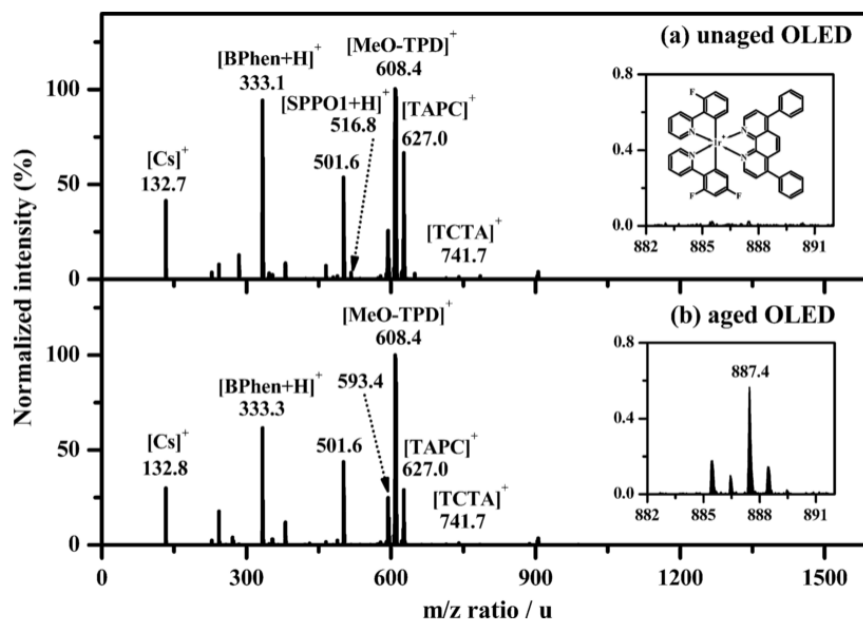 (a) unaged OLED
[MeO-TPD]⁺
608.4
[BPhen+H]⁺
333.1
[SPPO1+H]⁺
516.8
[TAPC]⁺
627.0
501.6
[Cs]⁺
132.7
[TCTA]⁺
741.7
100
50
0
0.8
0.4
0.0
882 885 888 891
F
N
N
Ir⁺
N
N
F
F
(b) aged OLED
[MeO-TPD]⁺
608.4
593.4
[BPhen+H]⁺
333.3
501.6
[TAPC]⁺
627.0
[Cs]⁺
132.8
[TCTA]⁺
741.7
100
50
0
0.8
0.4
0.0
887.4
882 885 888 891
Normalized intensity (%)
0 300 600 900 1200 1500
m/z ratio / u